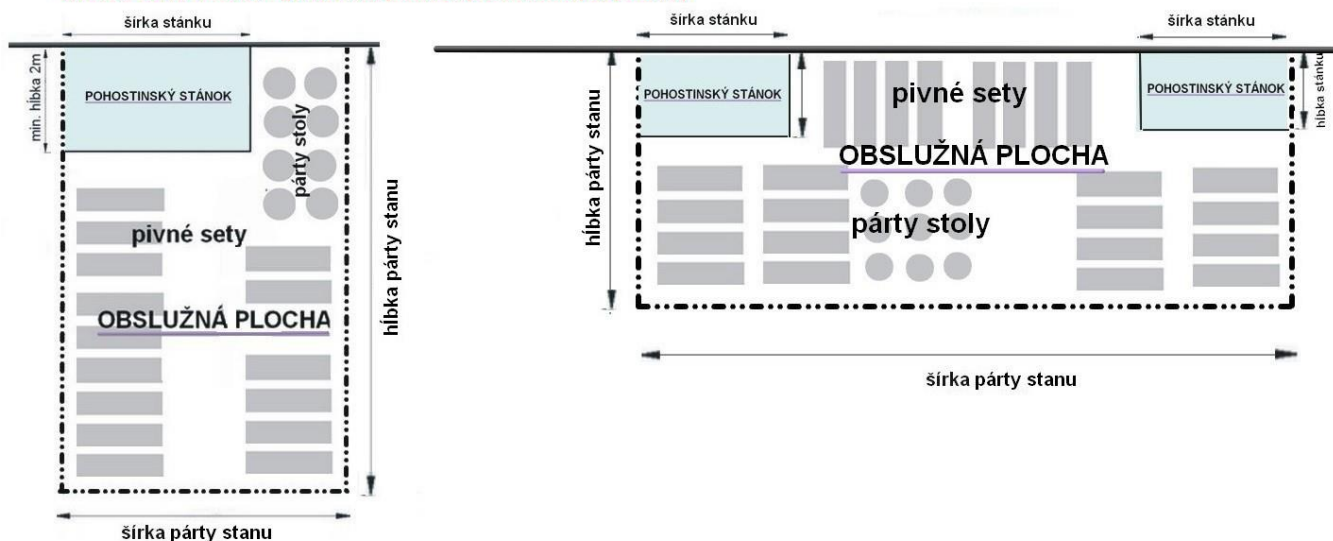 šírka stánku
min. hĺbka 2m
POHOSTINSKÝ STÁNOK
párty stoly
pivné sety
OBSLUŽNÁ PLOCHA
hĺbka párty stanu
šírka párty stanu
šírka stánku
šírka stánku
hĺbka párty stanu
POHOSTINSKÝ STÁNOK
pivné sety
POHOSTINSKÝ STÁNOK
hĺbka stánku
OBSLUŽNÁ PLOCHA
párty stoly
šírka párty stanu